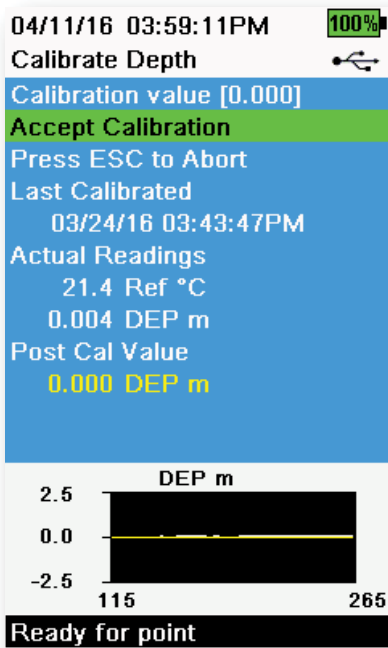 04/11/16 03:59:11PM 100%
Calibrate Depth
Calibration value [0.000]
Accept Calibration
Press ESC to Abort
Last Calibrated
03/24/16 03:43:47PM
Actual Readings
21.4 Ref °C
0.004 DEP m
Post Cal Value
0.000 DEP m
DEP m
2.5
0.0
-2.5
115 265
Ready for point